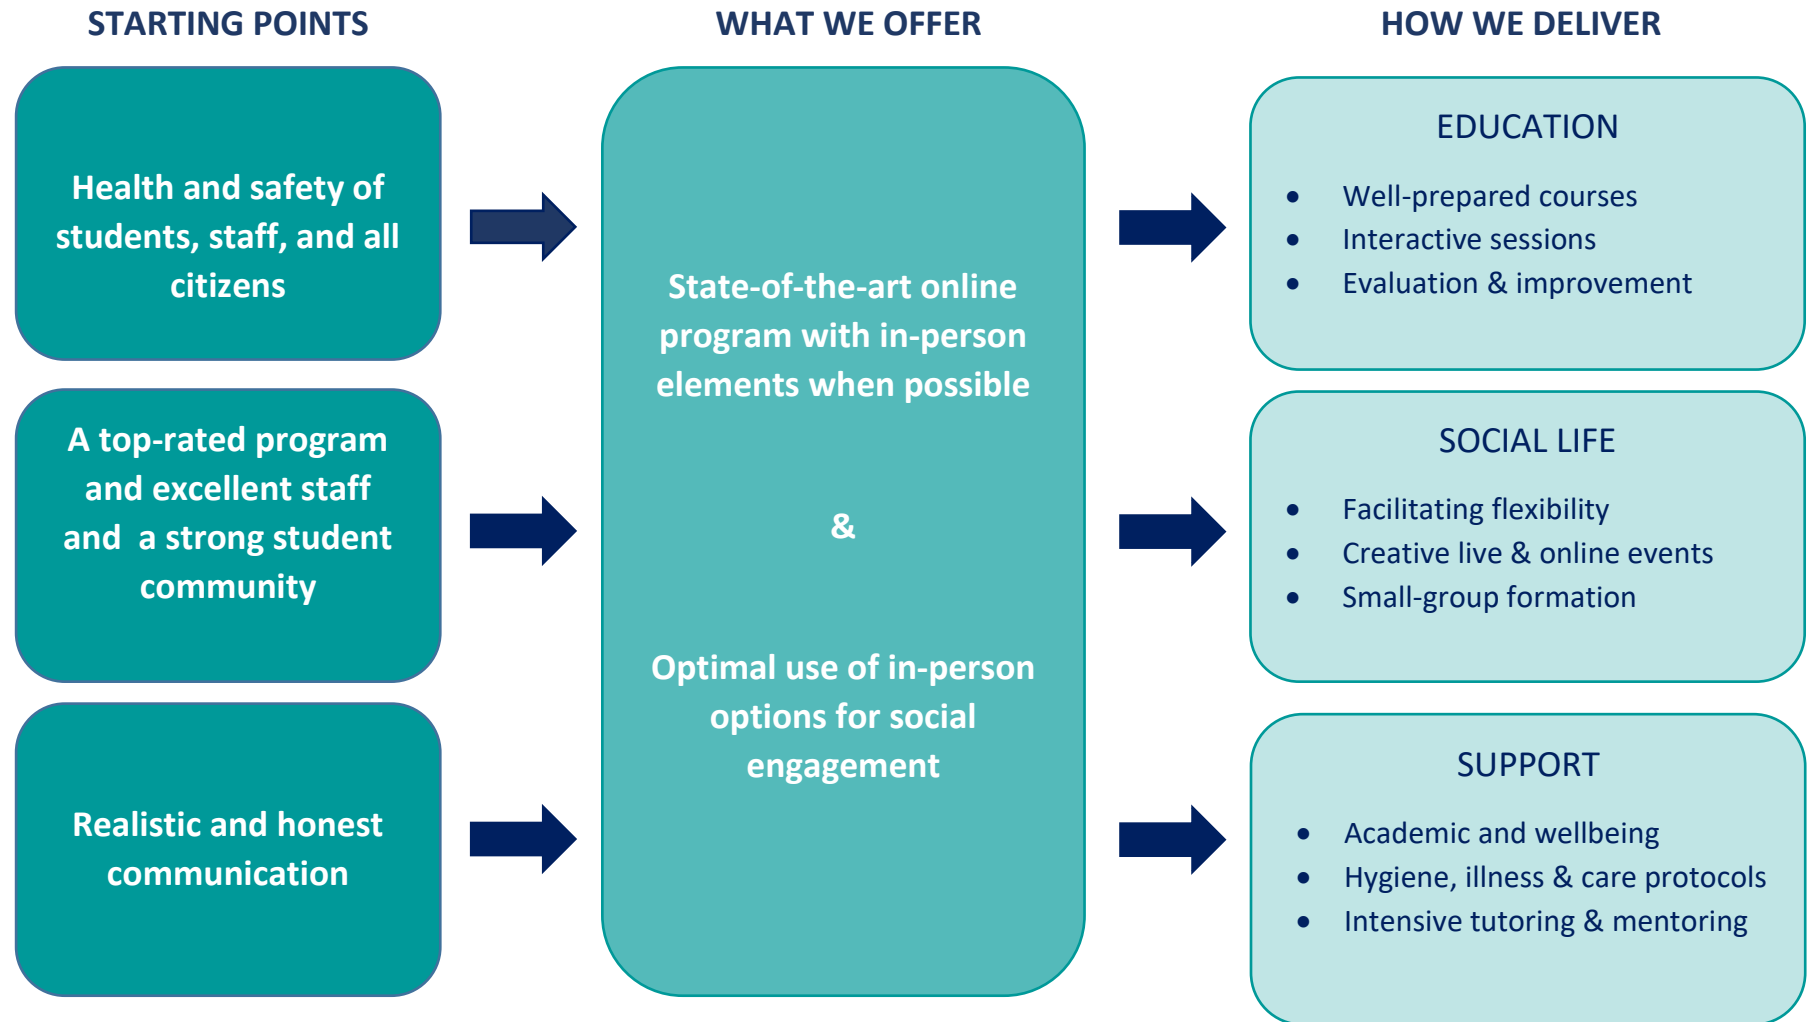 STARTING POINTS
WHAT WE OFFER
HOW WE DELIVER
Health and safety of
students, staff, and all
citizens
A top-rated program
and excellent staff
and a strong student
community
Realistic and honest
communication
State-of-the-art online
program with in-person
elements when possible
&
Optimal use of in-person
options for social
engagement
EDUCATION
• Well-prepared courses
• Interactive sessions
• Evaluation & improvement
SOCIAL LIFE
• Facilitating flexibility
• Creative live & online events
• Small-group formation
SUPPORT
• Academic and wellbeing
• Hygiene, illness & care protocols
• Intensive tutoring & mentoring